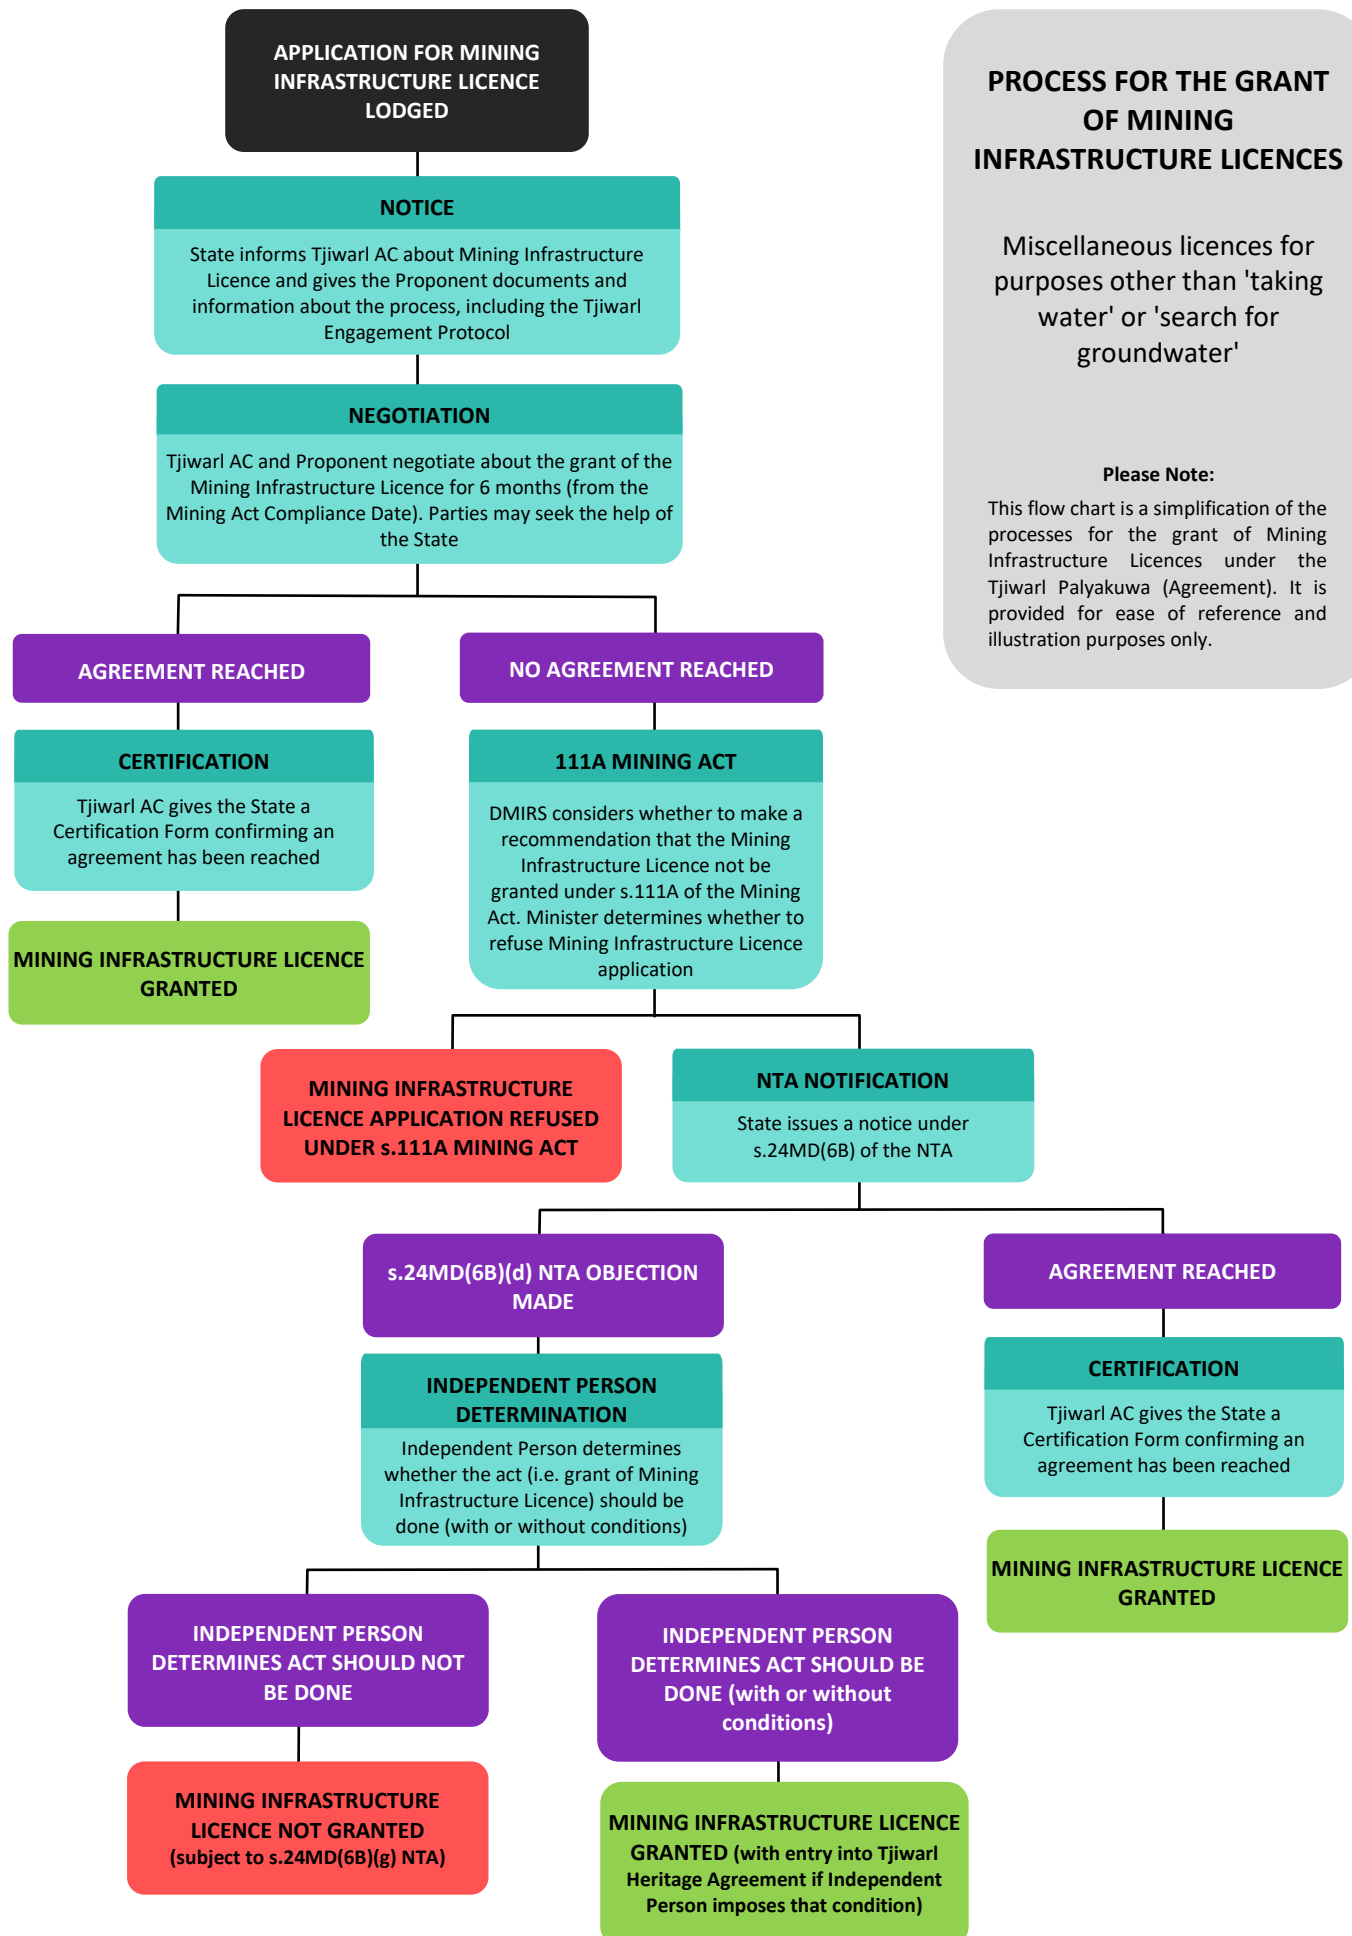 APPLICATION FOR MINING
INFRASTRUCTURE LICENCE
LODGED
PROCESS FOR THE GRANT
OF MINING
INFRASTRUCTURE LICENCES
Miscellaneous licences for
purposes other than 'taking
water' or 'search for
groundwater'
Please Note:
This flow chart is a simplification of the
processes for the grant of Mining
Infrastructure Licences under the
Tjiwarl Palyakuwa (Agreement). It is
provided for ease of reference and
illustration purposes only.
NOTICE
State informs Tjiwarl AC about Mining Infrastructure
Licence and gives the Proponent documents and
information about the process, including the Tjiwarl
Engagement Protocol
NEGOTIATION
Tjiwarl AC and Proponent negotiate about the grant of the
Mining Infrastructure Licence for 6 months (from the
Mining Act Compliance Date). Parties may seek the help of
the State
AGREEMENT REACHED
CERTIFICATION
Tjiwarl AC gives the State a
Certification Form confirming an
agreement has been reached
MINING INFRASTRUCTURE LICENCE
GRANTED
NO AGREEMENT REACHED
111A MINING ACT
DMIRS considers whether to make a
recommendation that the Mining
Infrastructure Licence not be
granted under s.111A of the Mining
Act. Minister determines whether to
refuse Mining Infrastructure Licence
application
MINING INFRASTRUCTURE
LICENCE APPLICATION REFUSED
UNDER s.111A MINING ACT
NTA NOTIFICATION
State issues a notice under
s.24MD(6B) of the NTA
s.24MD(6B)(d) NTA OBJECTION
MADE
INDEPENDENT PERSON
DETERMINATION
Independent Person determines
whether the act (i.e. grant of Mining
Infrastructure Licence) should be
done (with or without conditions)
AGREEMENT REACHED
CERTIFICATION
Tjiwarl AC gives the State a
Certification Form confirming an
agreement has been reached
MINING INFRASTRUCTURE LICENCE
GRANTED
INDEPENDENT PERSON
DETERMINES ACT SHOULD NOT
BE DONE
MINING INFRASTRUCTURE
LICENCE NOT GRANTED
(subject to s.24MD(6B)(g) NTA)
INDEPENDENT PERSON
DETERMINES ACT SHOULD BE
DONE (with or without
conditions)
MINING INFRASTRUCTURE LICENCE
GRANTED (with entry into Tjiwarl
Heritage Agreement if Independent
Person imposes that condition)